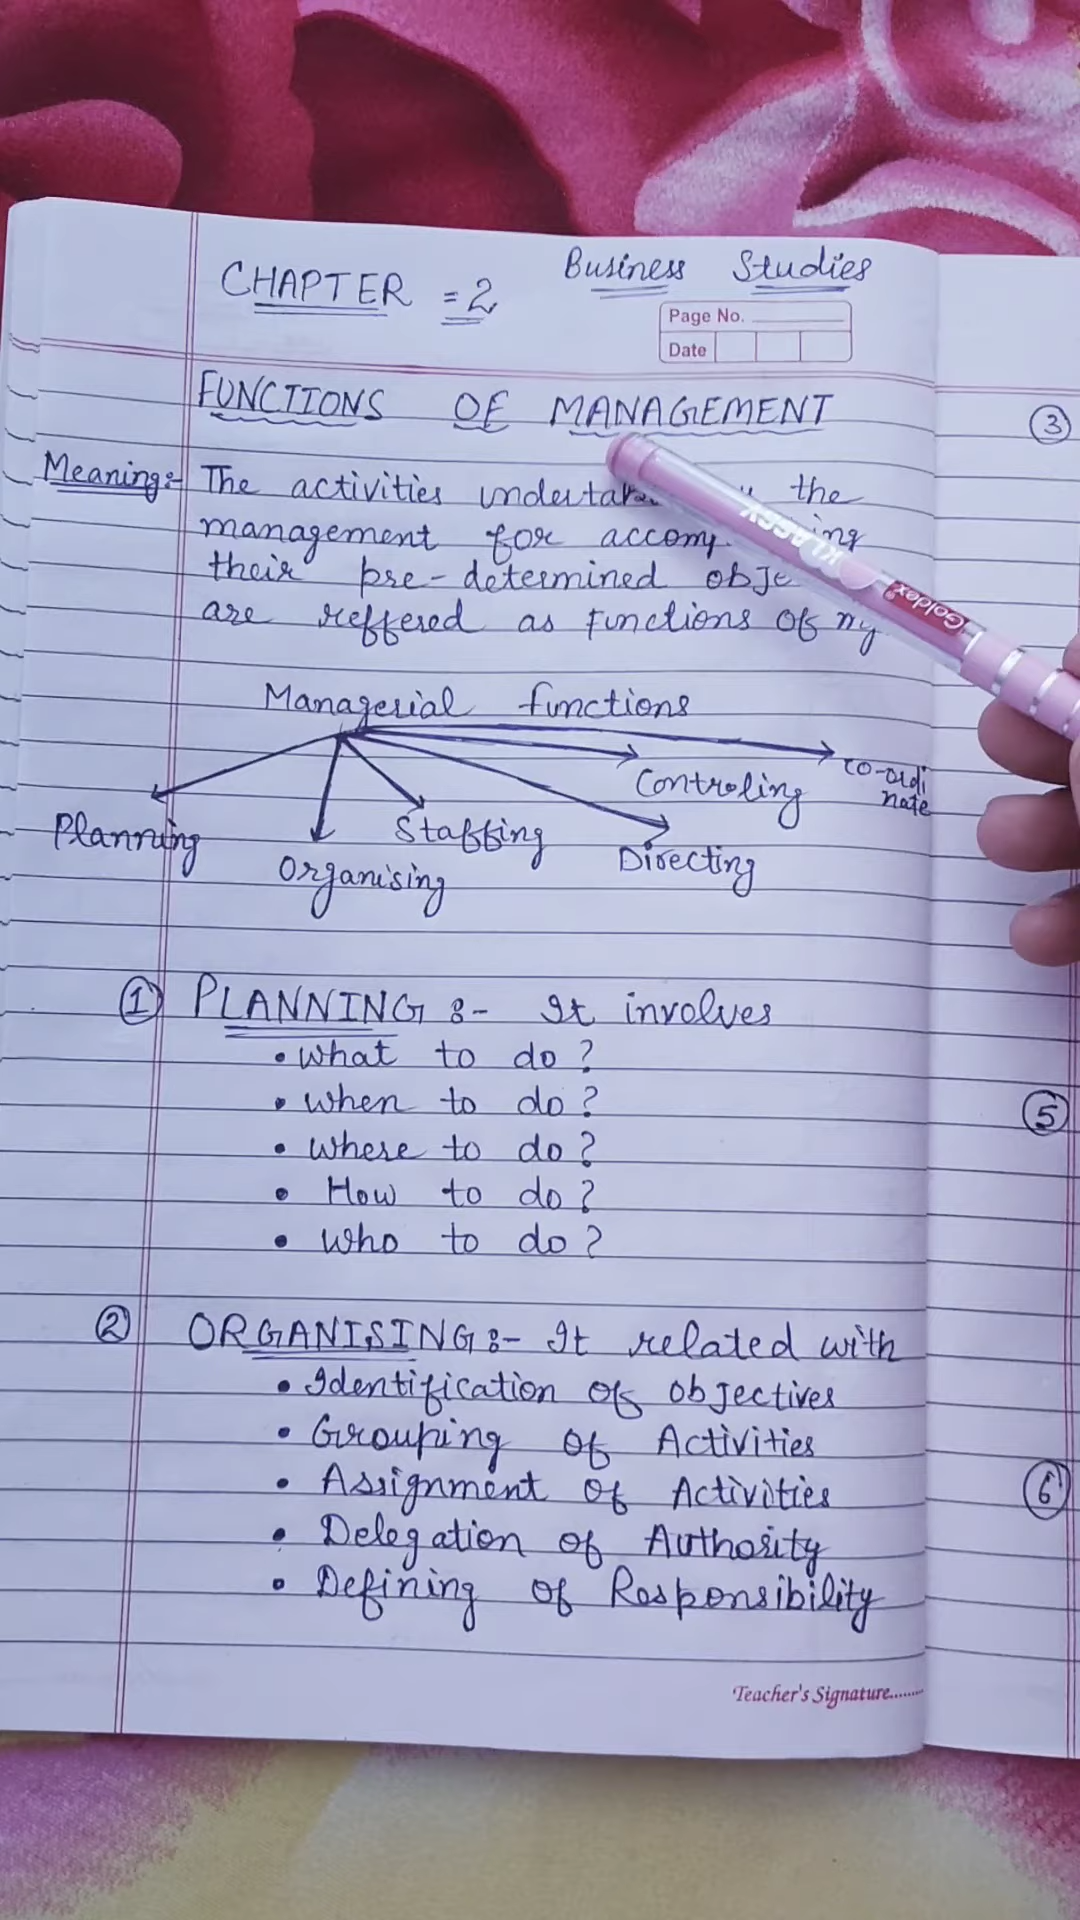 Business Studies
CHAPTER = 2
Page No.
Date
FUNCTIONS OF MANAGEMENT
Meaning:- The activities the
management for
their pre-determined
are reffered as functions of
Managerial functions
Planning
Organising
Staffing
Controling
Directing
co-ordi
nate
① PLANNING :- It involves
• What to do ?
• When to do ?
• Where to do ?
• How to do ?
• Who to do ?
② ORGANISING :- It related with
• Identification of objectives
• Grouping of Activities
• Assignment of Activities
• Delegation of Authority
• Defining of Responsibility
Teacher's Signature........
③
⑤
⑥
KLASSY
Goldex